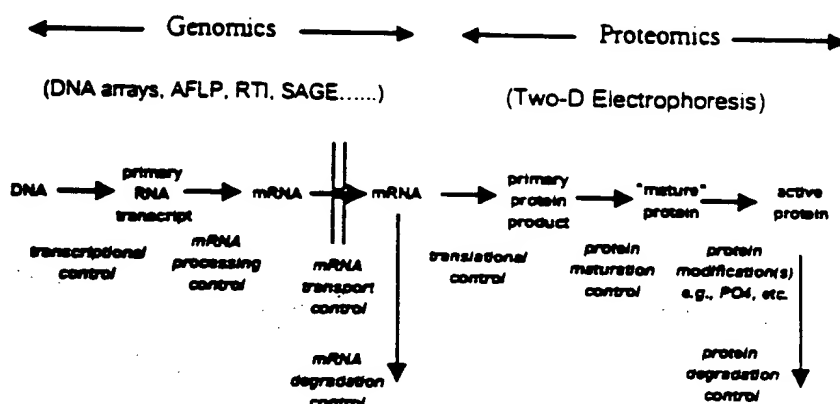 Genomics
Proteomics
(DNA arrays, AFLP, RTI, SAGE......)
(Two-D Electrophoresis)
DNA
primary
RNA
transcript
mRNA
mRNA
primary
protein
product
"mature"
protein
active
protein
transcriptional
control
mRNA
processing
control
mRNA
transport
control
translational
control
protein
maturation
control
protein
modification(s)
e.g., PO4, etc.
mRNA
degradation
control
protein
degradation
control